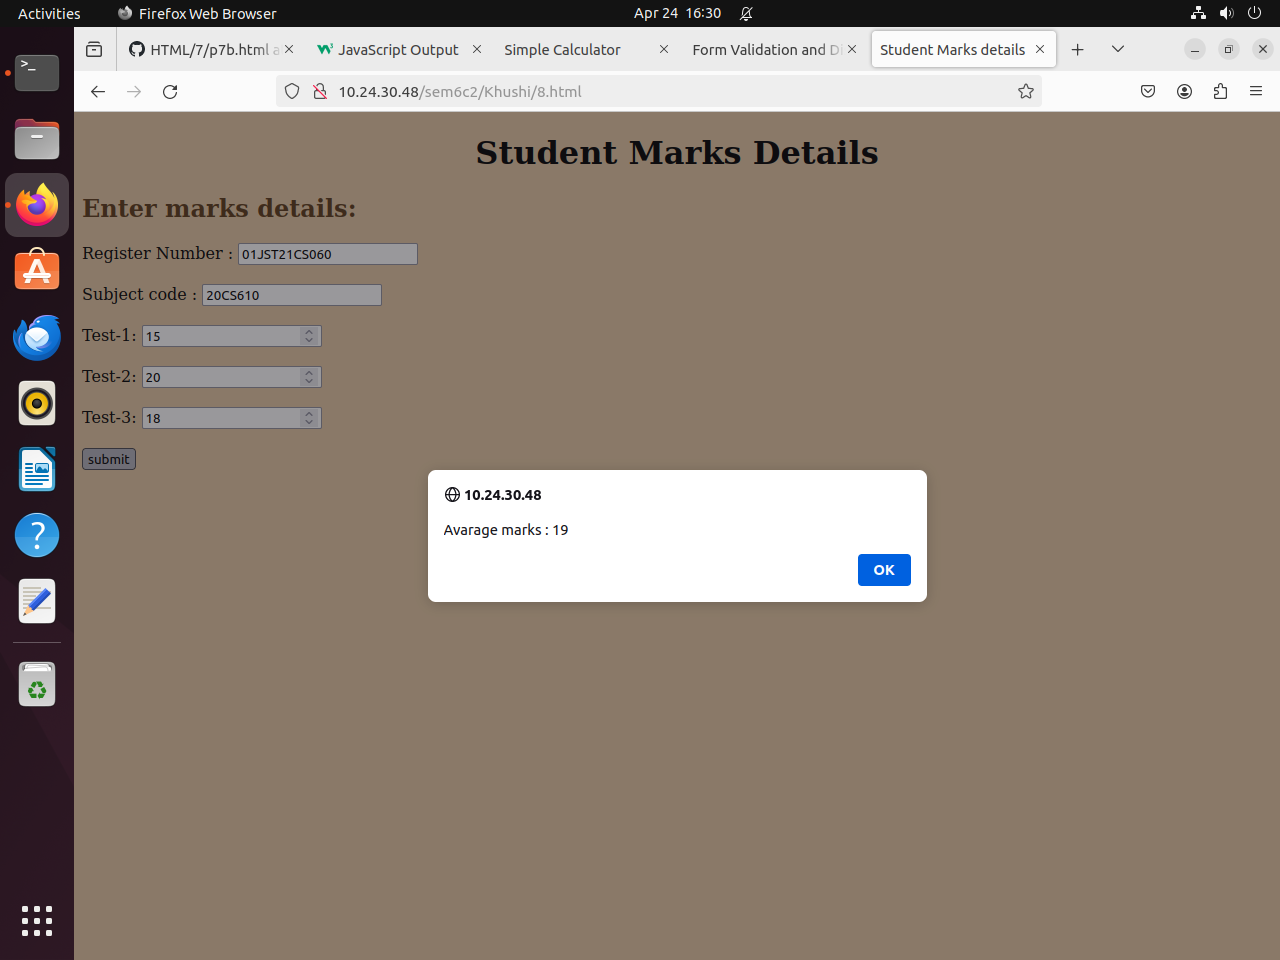 Activities
Firefox Web Browser
Apr 24 16:30
HTML/7/p7b.html a
W3 JavaScript Output
Simple Calculator
Form Validation and Di
Student Marks details
10.24.30.48/sem6c2/Khushi/8.html
Student Marks Details
Enter marks details:
Register Number : 01JST21CS060
Subject code : 20CS610
Test-1: 15
Test-2: 20
Test-3: 18
submit
10.24.30.48
Avarage marks : 19
OK